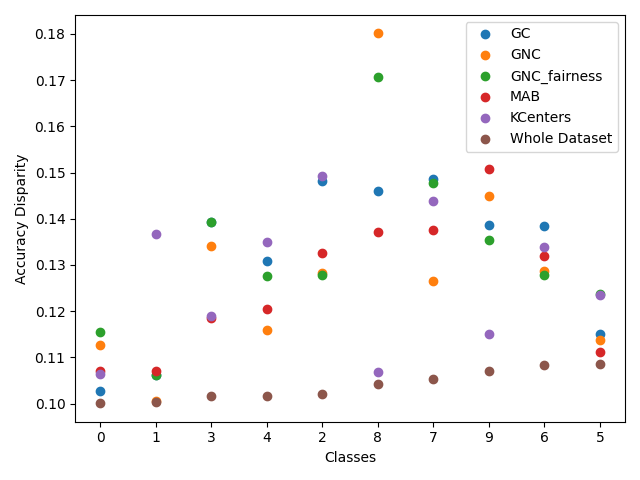 0.18
0.17
0.16
0.15
0.14
0.13
0.12
0.11
0.10
Accuracy Disparity
GC
GNC
GNC_fairness
MAB
KCenters
Whole Dataset
0 1 3 4 2 8 7 9 6 5
Classes